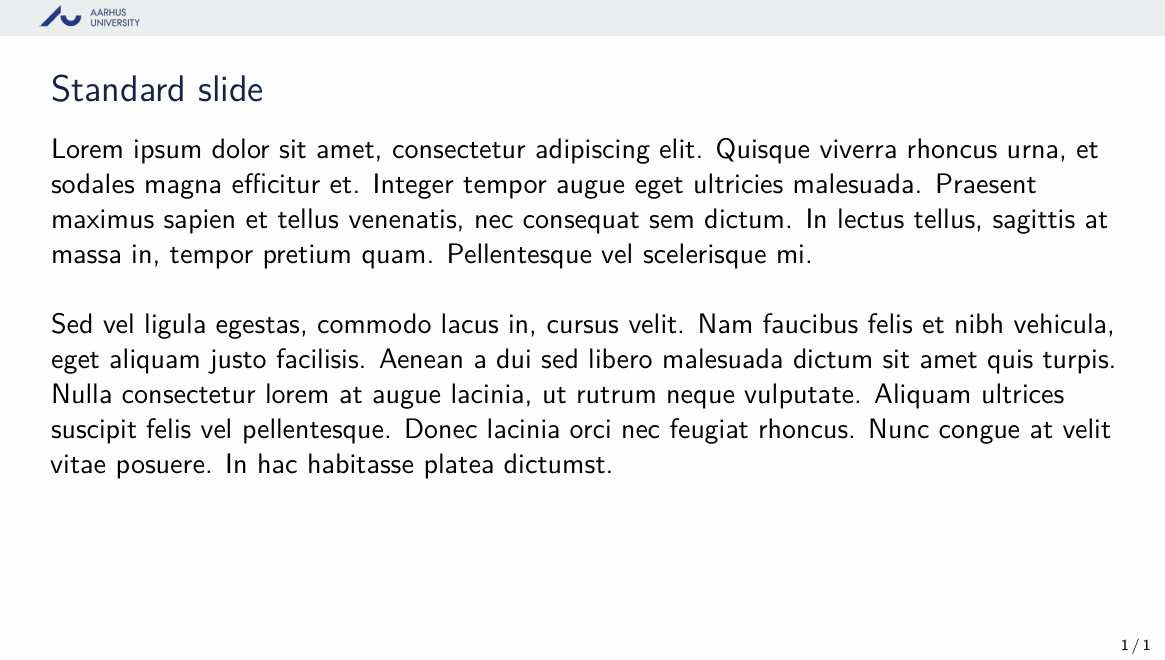 AARHUS
UNIVERSITY
Standard slide
Lorem ipsum dolor sit amet, consectetur adipiscing elit. Quisque viverra rhoncus urna, et
sodales magna efficitur et. Integer tempor augue eget ultricies malesuada. Praesent
maximus sapien et tellus venenatis, nec consequat sem dictum. In lectus tellus, sagittis at
massa in, tempor pretium quam. Pellentesque vel scelerisque mi.
Sed vel ligula egestas, commodo lacus in, cursus velit. Nam faucibus felis et nibh vehicula,
eget aliquam justo facilisis. Aenean a dui sed libero malesuada dictum sit amet quis turpis.
Nulla consectetur lorem at augue lacinia, ut rutrum neque vulputate. Aliquam ultrices
suscipit felis vel pellentesque. Donec lacinia orci nec feugiat rhoncus. Nunc congue at velit
vitae posuere. In hac habitasse platea dictumst.
1 / 1